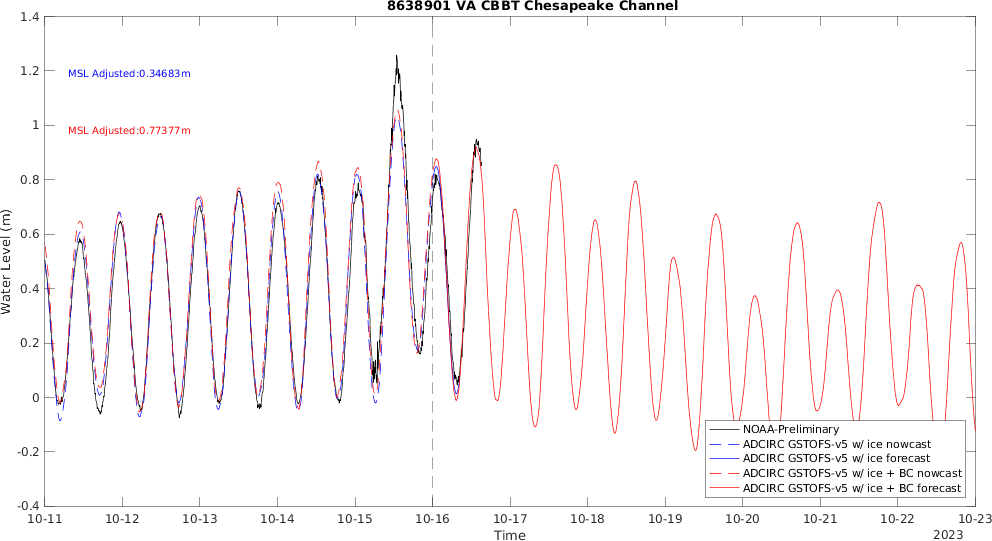 8638901 VA CBBT Chesapeake Channel
MSL Adjusted:0.34683m
MSL Adjusted:0.77377m
Water Level (m)
1.4
1.2
1
0.8
0.6
0.4
0.2
0
-0.2
-0.4
NOAA-Preliminary
ADCIRC GSTOFS-v5 w/ ice nowcast
ADCIRC GSTOFS-v5 w/ ice forecast
ADCIRC GSTOFS-v5 w/ ice + BC nowcast
ADCIRC GSTOFS-v5 w/ ice + BC forecast
10-11 10-12 10-13 10-14 10-15 10-16 10-17 10-18 10-19 10-20 10-21 10-22 10-23
Time
2023